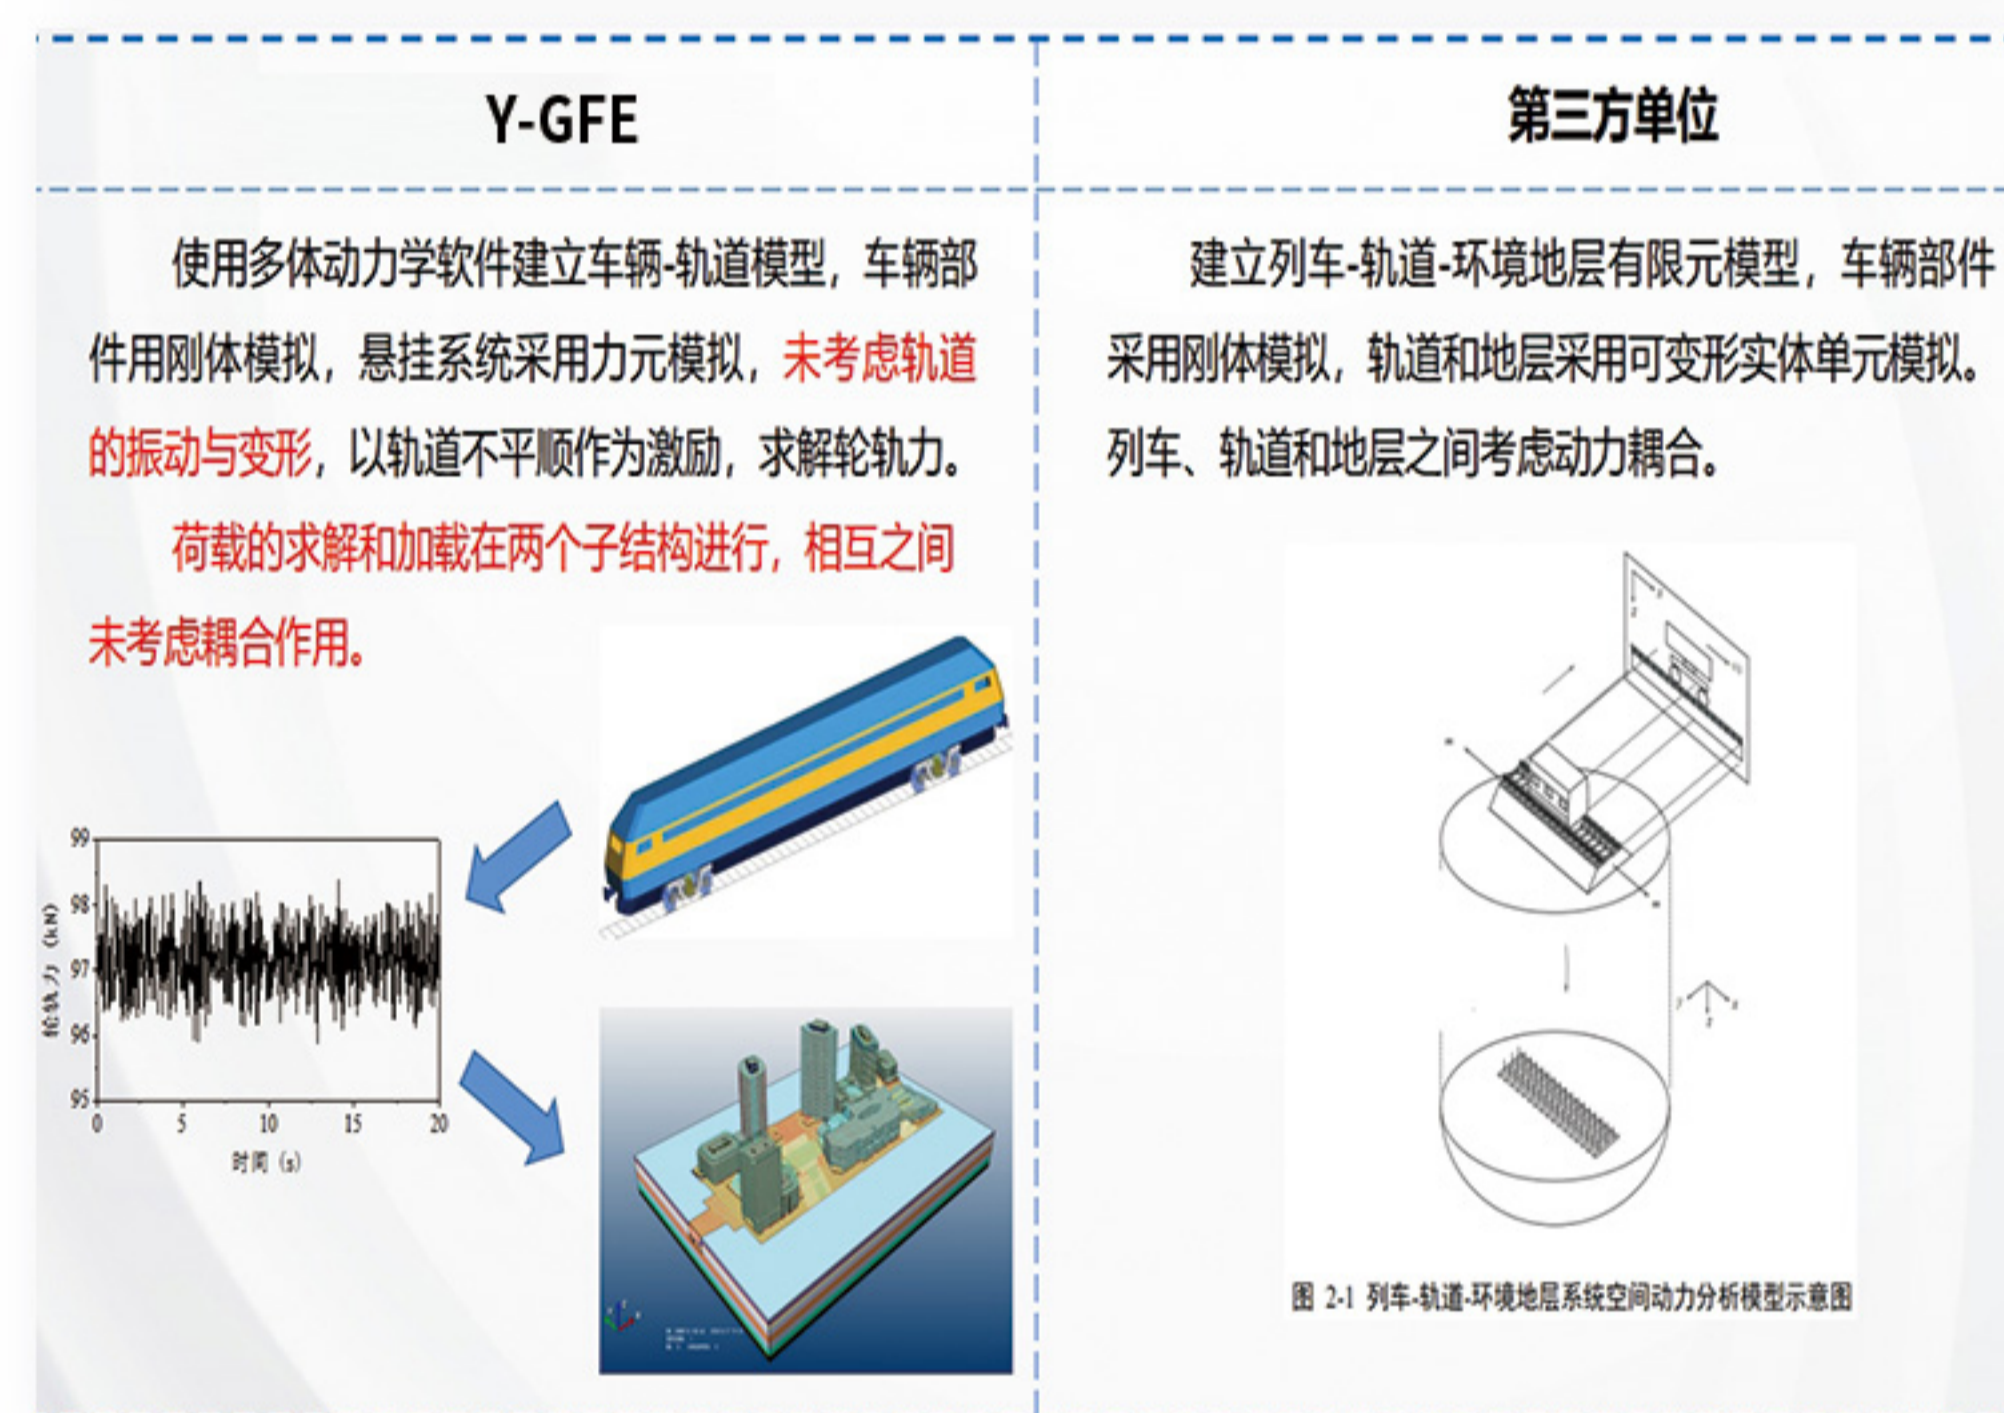 Y-GFE
使用多体动力学软件建立车辆-轨道模型，车辆部
件用刚体模拟，悬挂系统采用力元模拟，未考虑轨道
的振动与变形，以轨道不平顺作为激励，求解轮轨力。
荷载的求解和加载在两个子结构进行，相互之间
未考虑耦合作用。
99
98
97
96
95
轮轨力 (kN)
0 5 10 15 20
时间 (s)
第三方单位
建立列车-轨道-环境地层有限元模型，车辆部件
采用刚体模拟，轨道和地层采用可变形实体单元模拟。
列车、轨道和地层之间考虑动力耦合。
图 2-1 列车-轨道-环境地层系统空间动力分析模型示意图